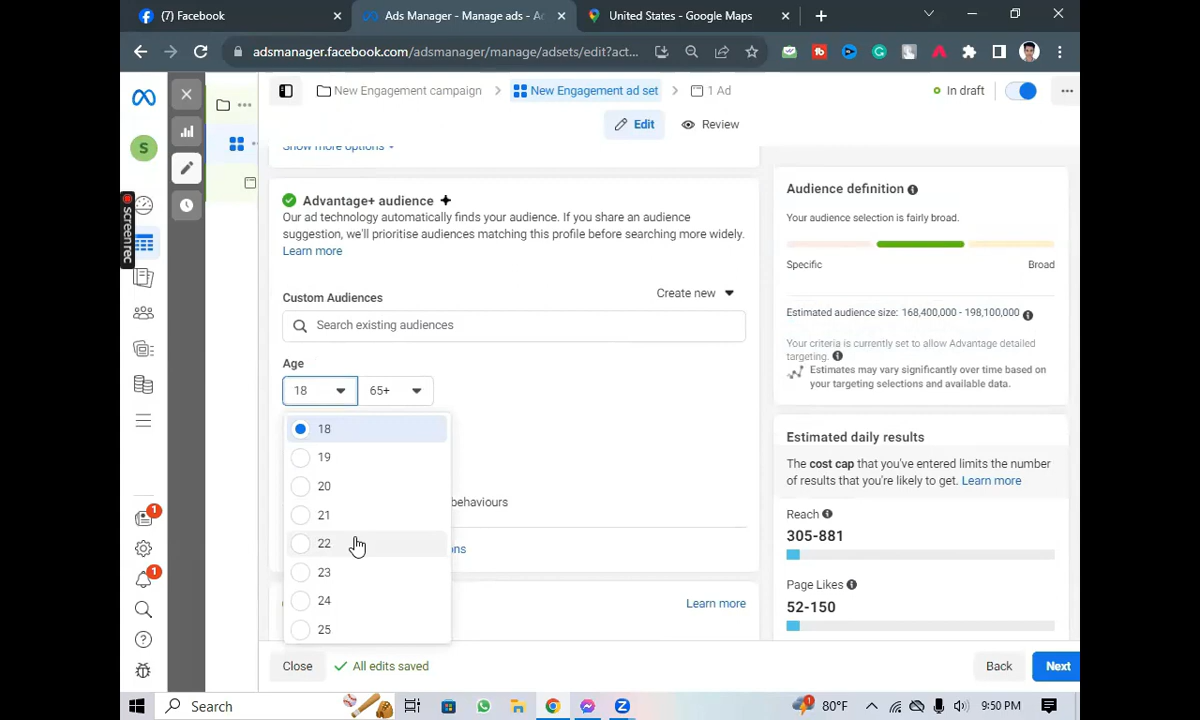 (7) Facebook
Ads Manager - Manage ads - Ac
United States - Google Maps
adsmanager.facebook.com/adsmanager/manage/adsets/edit?act...
New Engagement campaign
New Engagement ad set
1 Ad
In draft
Edit
Review
S
screenrec
Show more options
Advantage+ audience
Our ad technology automatically finds your audience. If you share an audience
suggestion, we'll prioritise audiences matching this profile before searching more widely.
Learn more
Custom Audiences
Create new
Search existing audiences
Age
18
65+
18
19
20
21
22
23
24
25
behaviours
ons
Learn more
Audience definition
Your audience selection is fairly broad.
Specific
Broad
Estimated audience size: 168,400,000 - 198,100,000
Your criteria is currently set to allow Advantage detailed
targeting.
Estimates may vary significantly over time based on
your targeting selections and available data.
Estimated daily results
The cost cap that you've entered limits the number
of results that you're likely to get. Learn more
Reach
305-881
Page Likes
52-150
1
1
Close
All edits saved
Back
Next
Search
1
80°F
9:50 PM